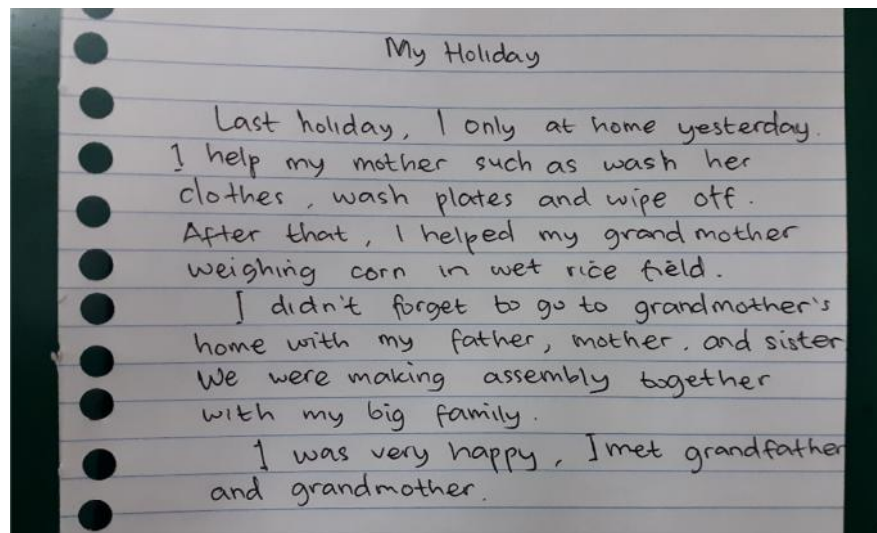 My Holiday
Last holiday, I only at home yesterday.
I help my mother such as wash her
clothes, wash plates and wipe off.
After that, I helped my grand mother
weighing corn in wet rice field.
I didn't forget to go to grandmother's
home with my father, mother. and sister
We were making assembly together
with my big family.
I was very happy, I met grandfather
and grandmother.